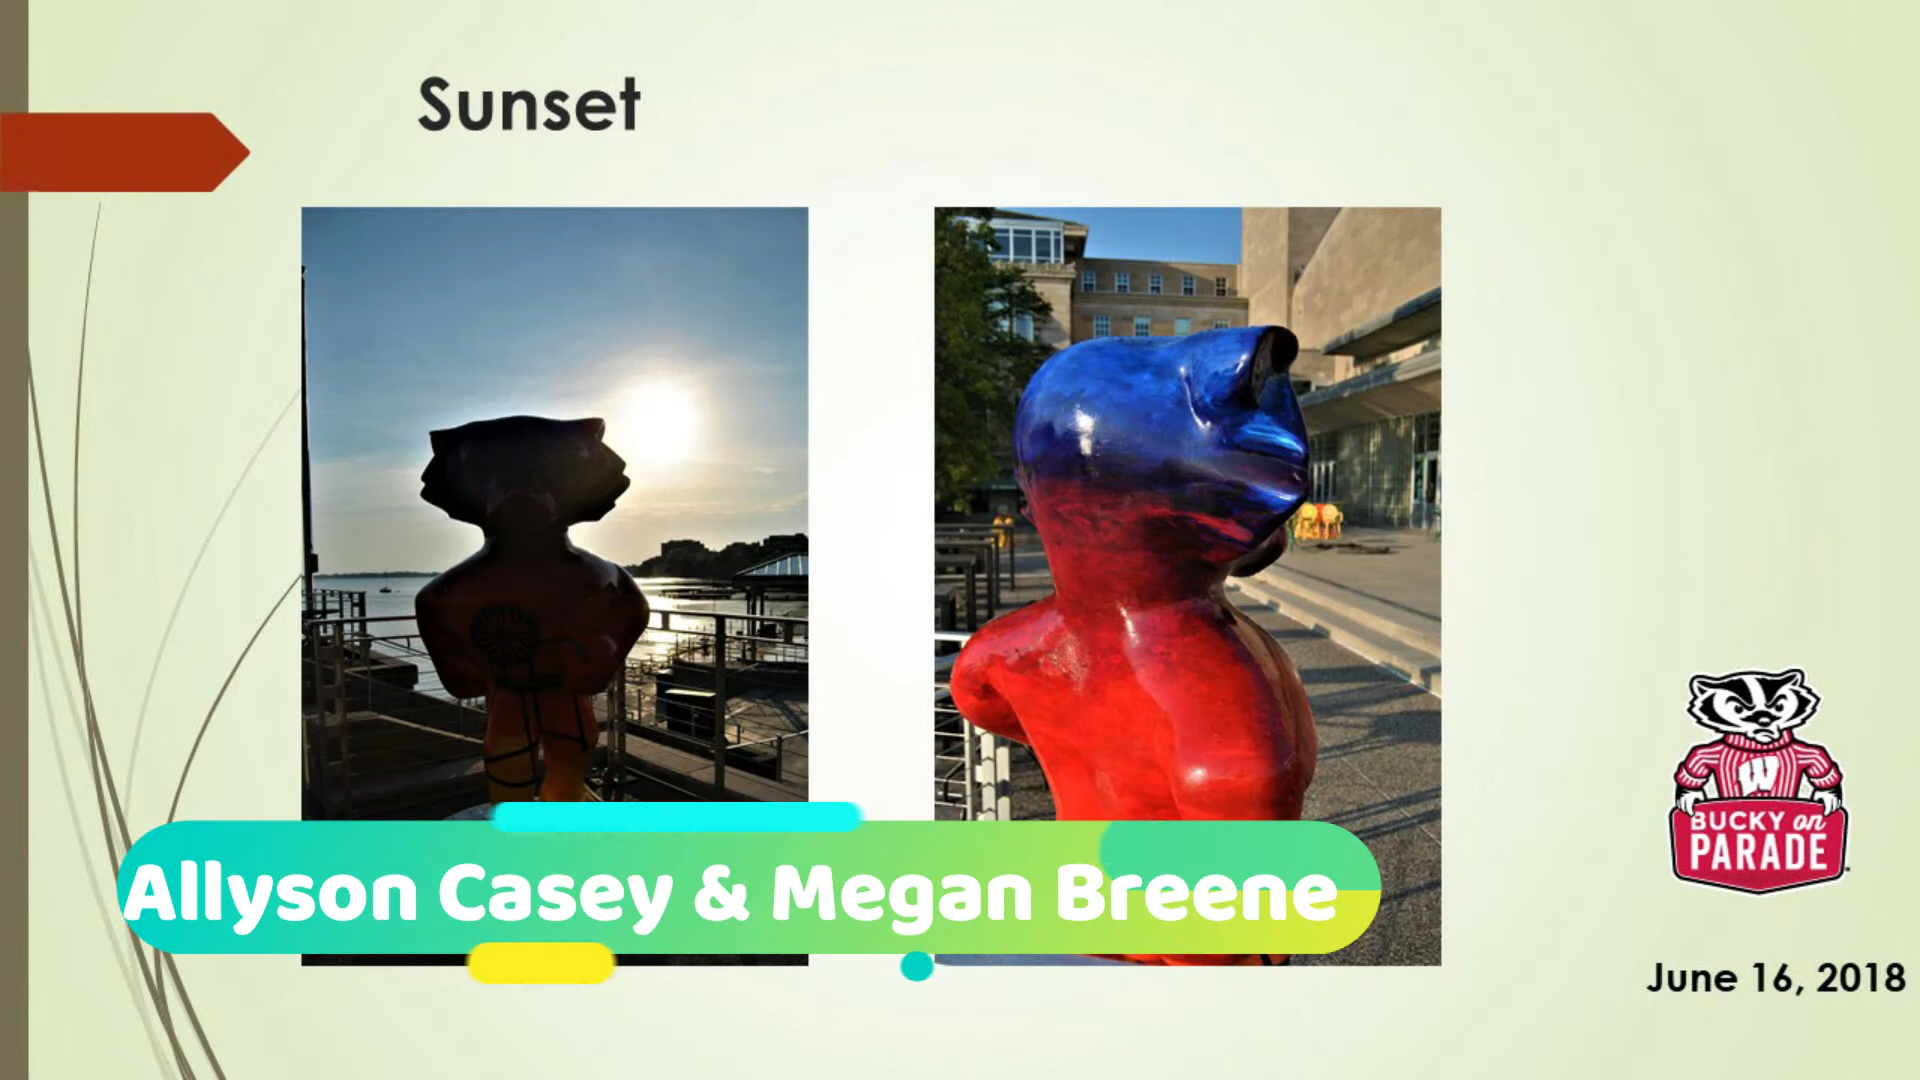 Sunset
Allyson Casey & Megan Breene
W
BUCKY on
PARADE
June 16, 2018